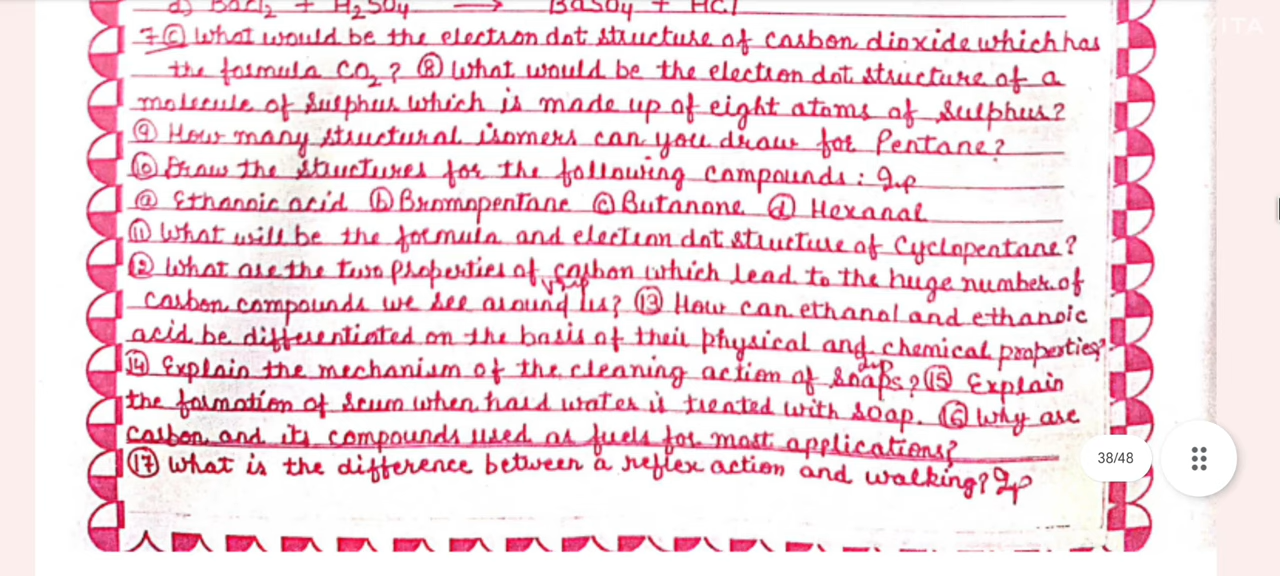 d) BaCl2 + H2SO4 → BaSO4 + HCl
VITA
7 © What would be the electron dot structure of carbon dioxide which has
the formula CO2? ⑧ What would be the electron dot structure of a
molecule of Sulphur which is made up of eight atoms of Sulphur?
⑨ How many structural isomers can you draw for Pentane?
⑩ Draw the structures for the following compounds: Imp
ⓐ Ethanoic acid ⓑ Bromopentane ⓒ Butanone ⓓ Hexanal
⑪ What will be the formula and electron dot structure of Cyclopentane?
⑫ What are the two properties of carbon which lead to the huge number of
carbon compounds we see around us? ⑬ How can ethanol and ethanoic
acid be differentiated on the basis of their physical and chemical properties?
⑭ Explain the mechanism of the cleaning action of soaps? ⑮ Explain
the formation of scum when hard water is treated with soap. ⑯ Why are
carbon and its compounds used as fuels for most applications?
⑰ What is the difference between a reflex action and walking? Imp
38/48